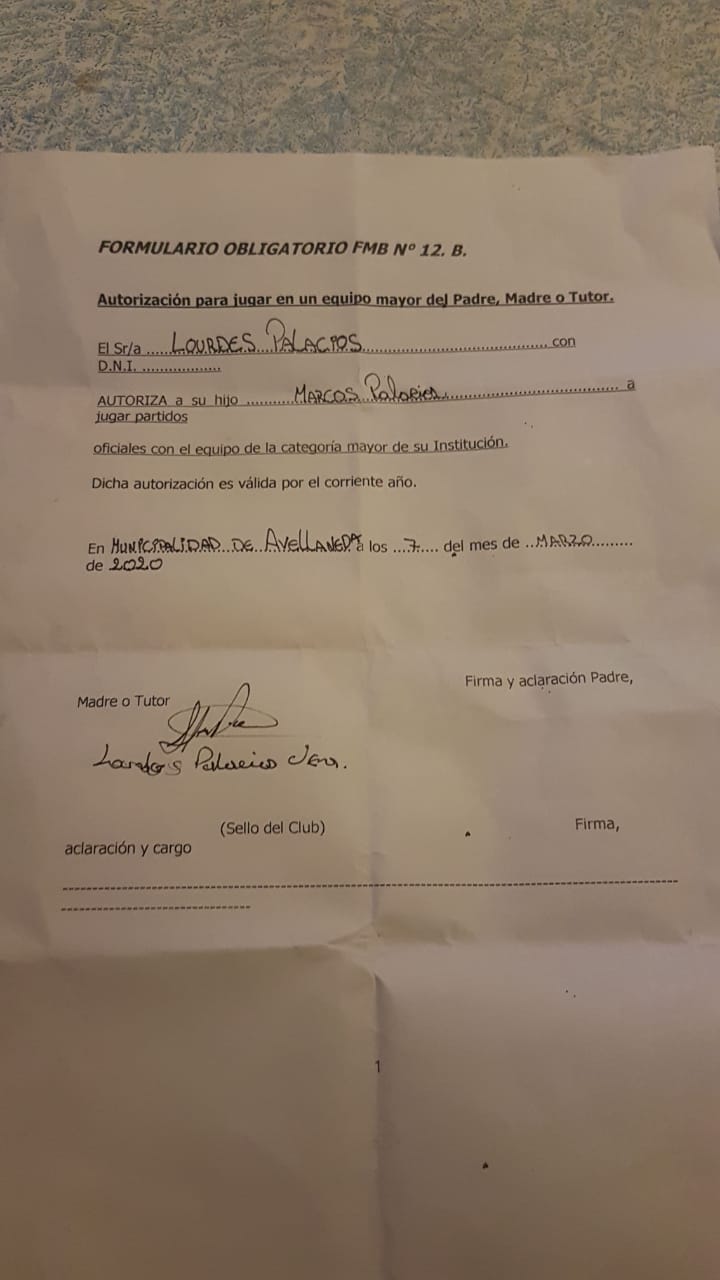 FORMULARIO OBLIGATORIO FMB Nº 12. B.
Autorización para jugar en un equipo mayor del Padre, Madre o Tutor.
El Sr/a ......LOURDES PALACIOS............................................. con
D.N.I. ..................
AUTORIZA a su hijo ..........MARCOS Palacios........................................ a
jugar partidos
oficiales con el equipo de la categoría mayor de su Institución.
Dicha autorización es válida por el corriente año.
En MUNICIPALIDAD DE AVELLANEDA a los ....7.... del mes de ..MARZO.........
de 2020
Firma y aclaración Padre,
Madre o Tutor
Palacios
(Sello del Club) Firma,
aclaración y cargo
1